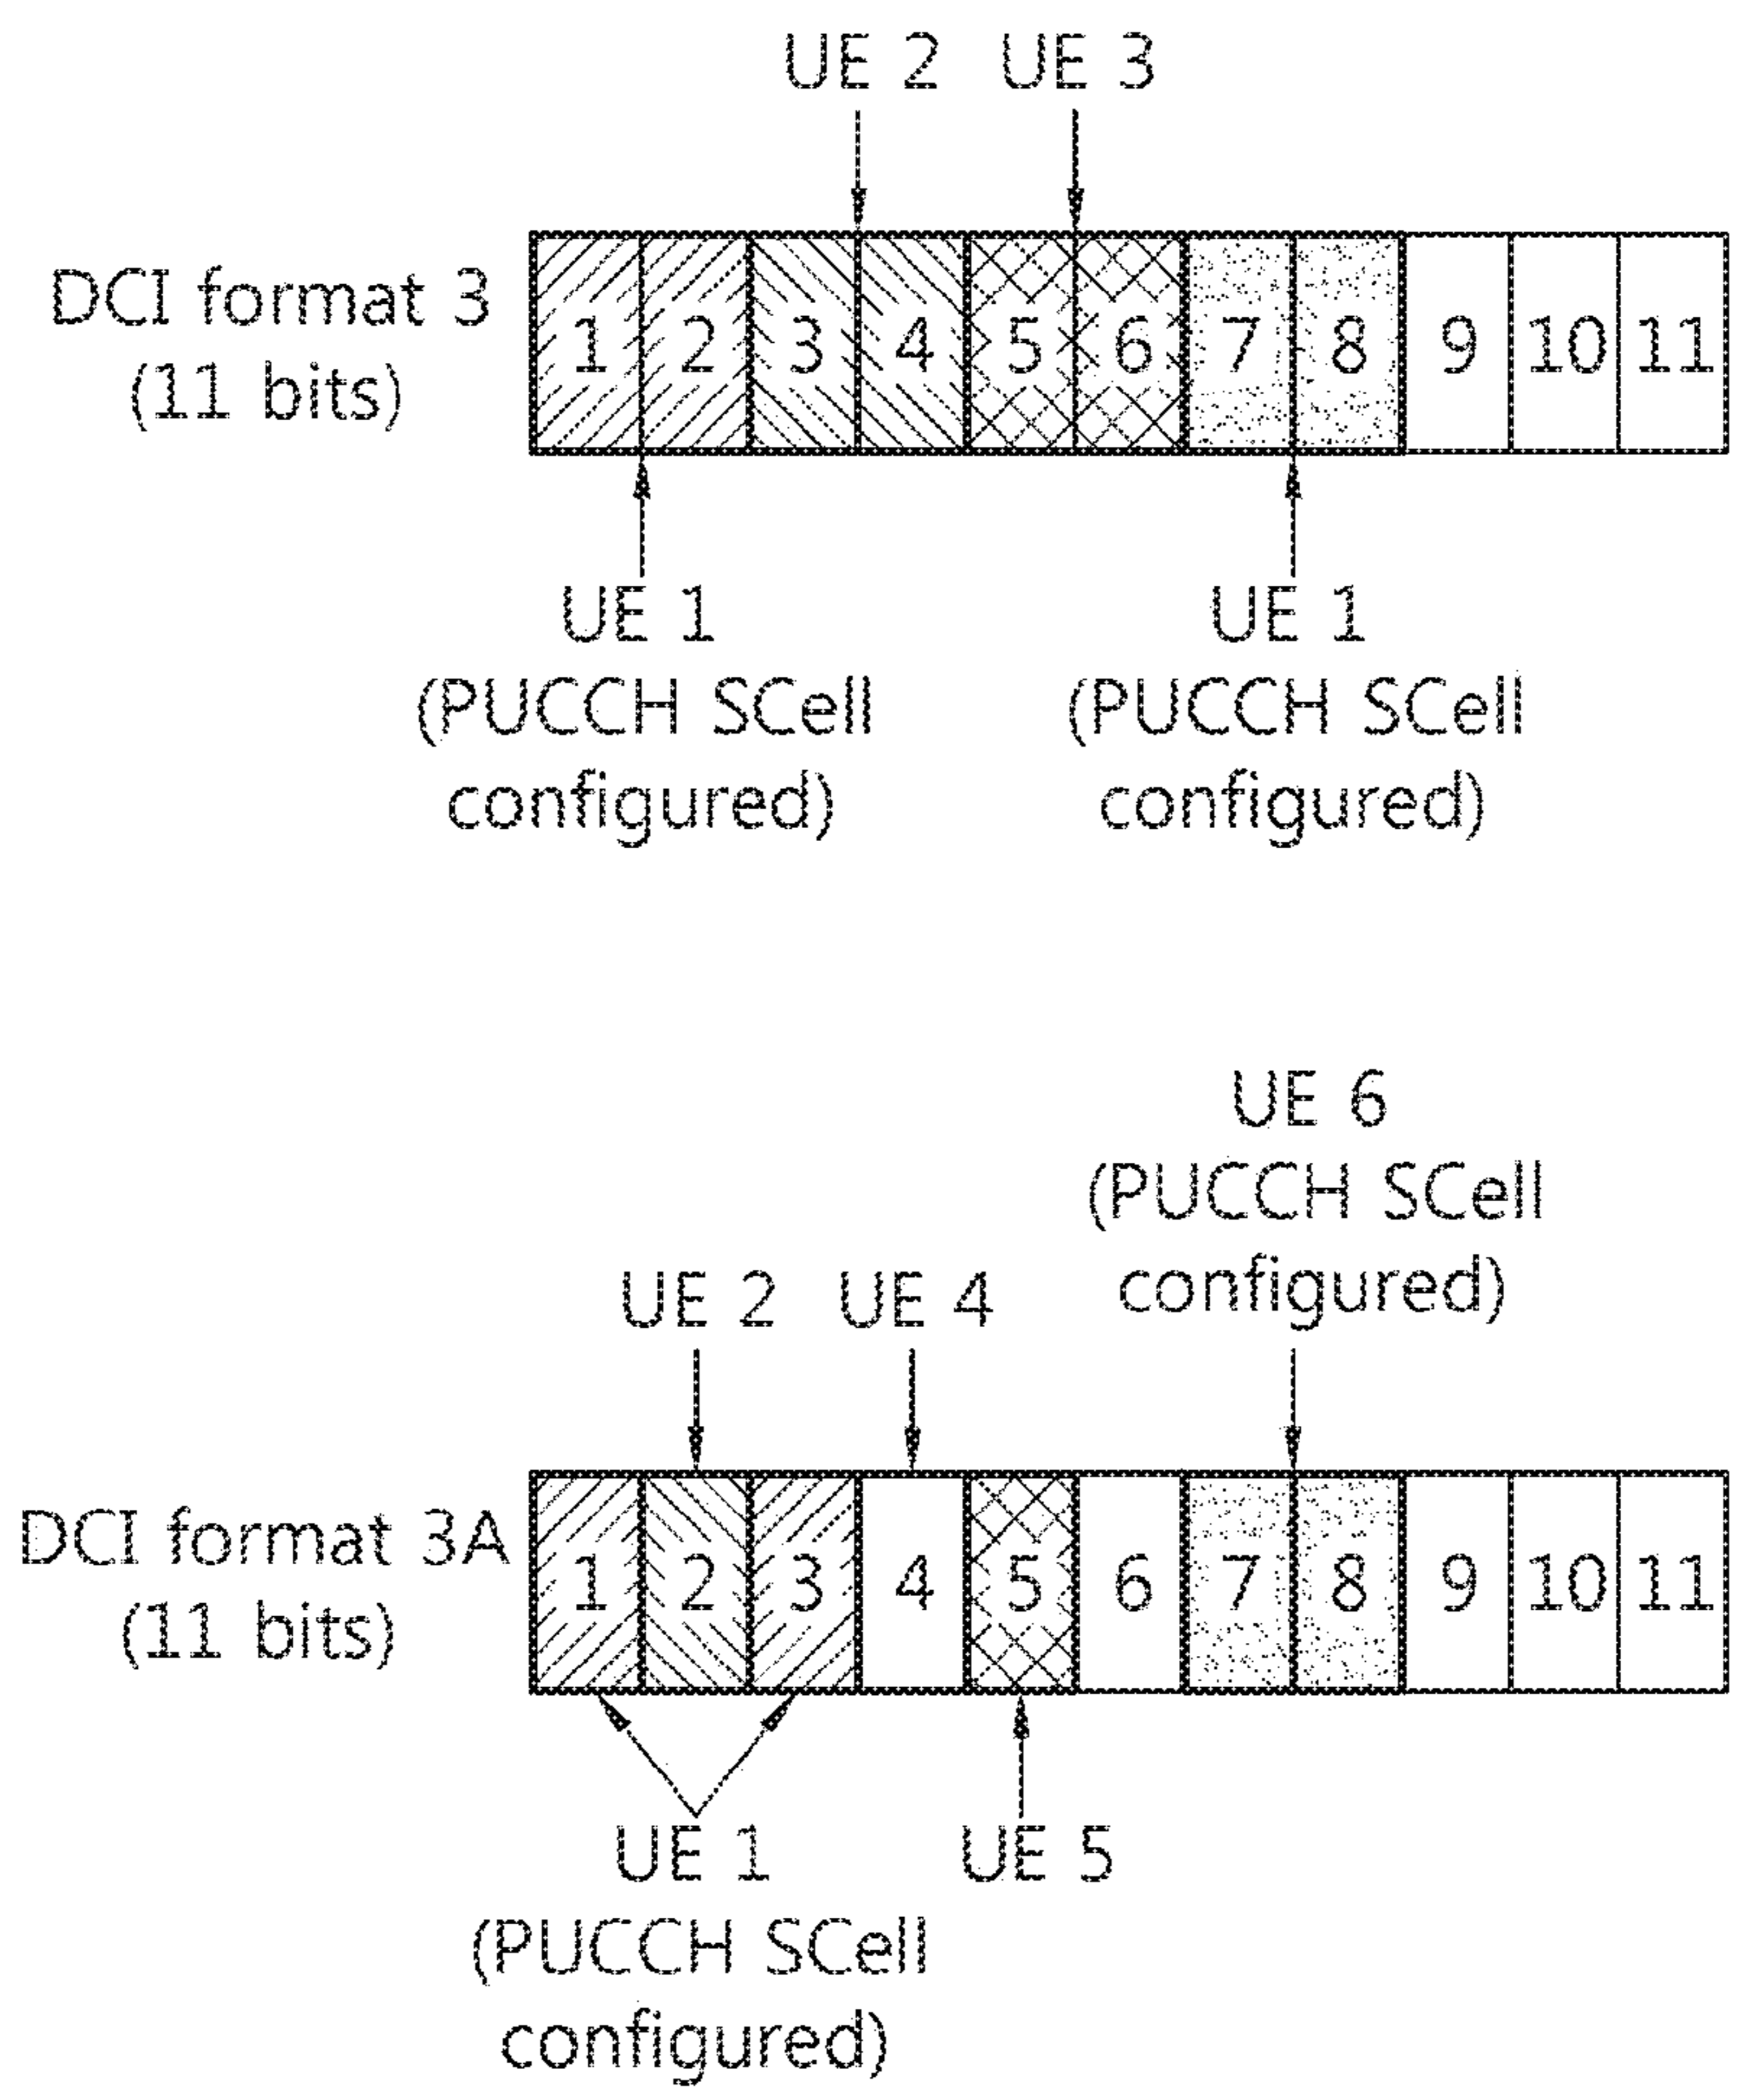 UE 2 UE 3
DCI format 3
(11 bits)
1 2 3 4 5 6 7 8 9 10 11
UE 1
(PUCCH SCell
configured)
UE 1
(PUCCH SCell
configured)
UE 6
(PUCCH SCell
configured)
UE 2 UE 4
DCI format 3A
(11 bits)
1 2 3 4 5 6 7 8 9 10 11
UE 1
(PUCCH SCell
configured)
UE 5